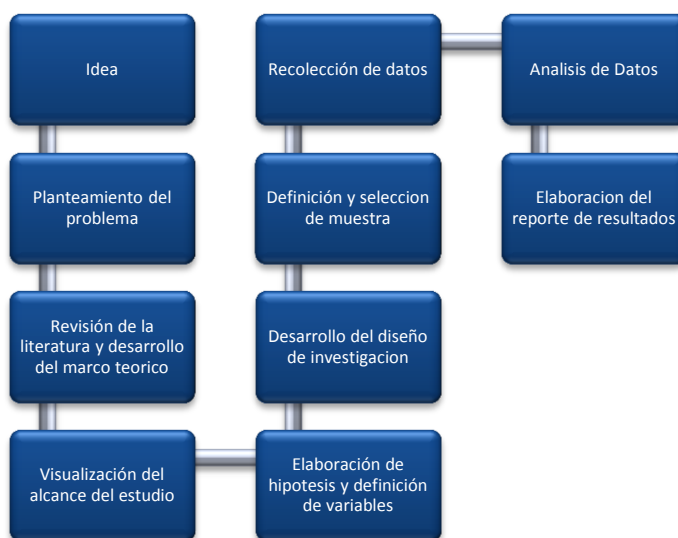 Idea
Planteamiento del
problema
Revisión de la
literatura y desarrollo
del marco teorico
Visualización del
alcance del estudio
Elaboración de
hipotesis y definición
de variables
Desarrollo del diseño
de investigacion
Definición y seleccion
de muestra
Recolección de datos
Analisis de Datos
Elaboracion del
reporte de resultados